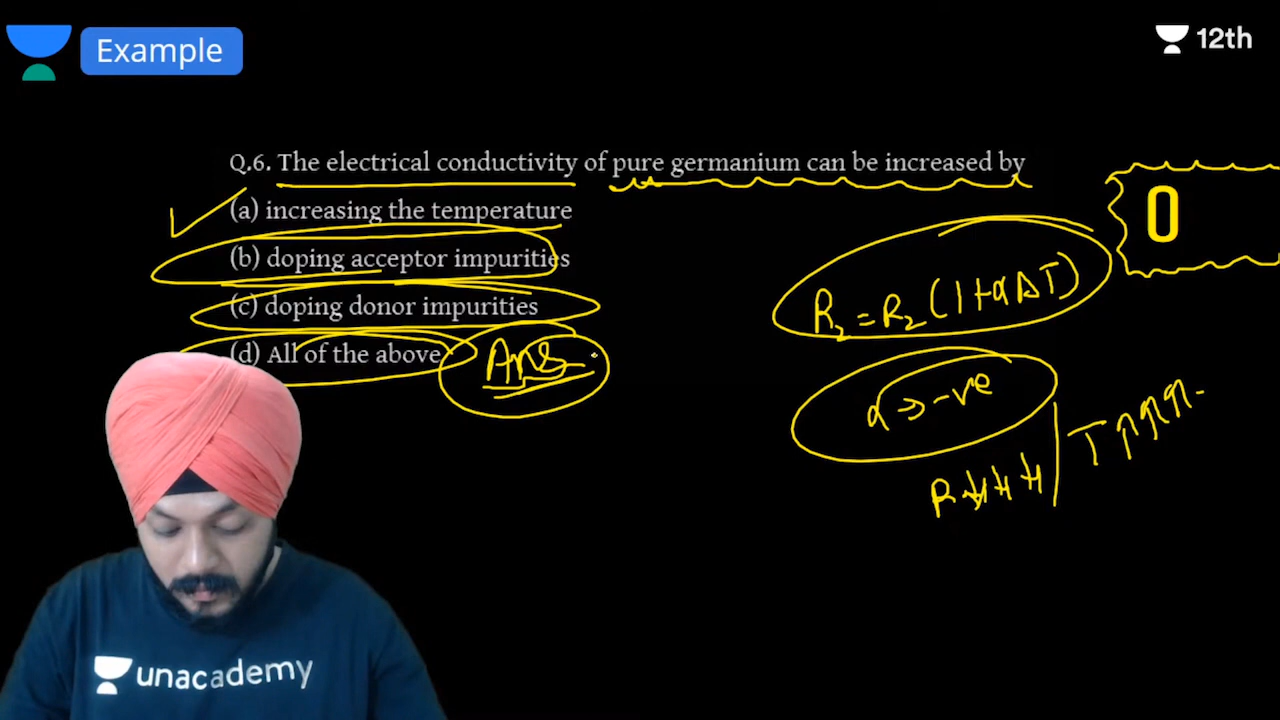 Example
12th
Q.6. The electrical conductivity of pure germanium can be increased by
(a) increasing the temperature
(b) doping acceptor impurities
(c) doping donor impurities
(d) All of the above
Ans
0
R₂ = R₂ (1+αΔT)
α → -ve
R↓↓↓ | T↑↑↑↑
unacademy